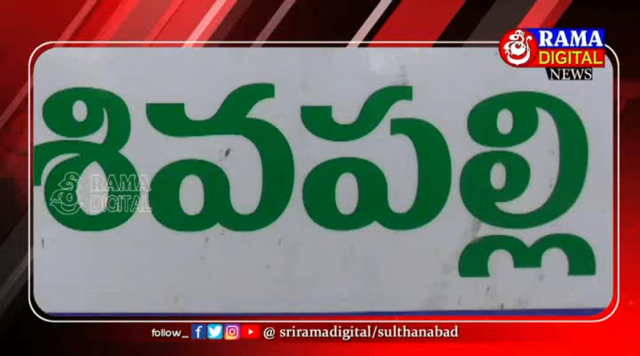 RAMA
DIGITAL
NEWS
శివపల్లి
RAMA
DIGITAL
follow_ @ sriramadigital/sulthanabad